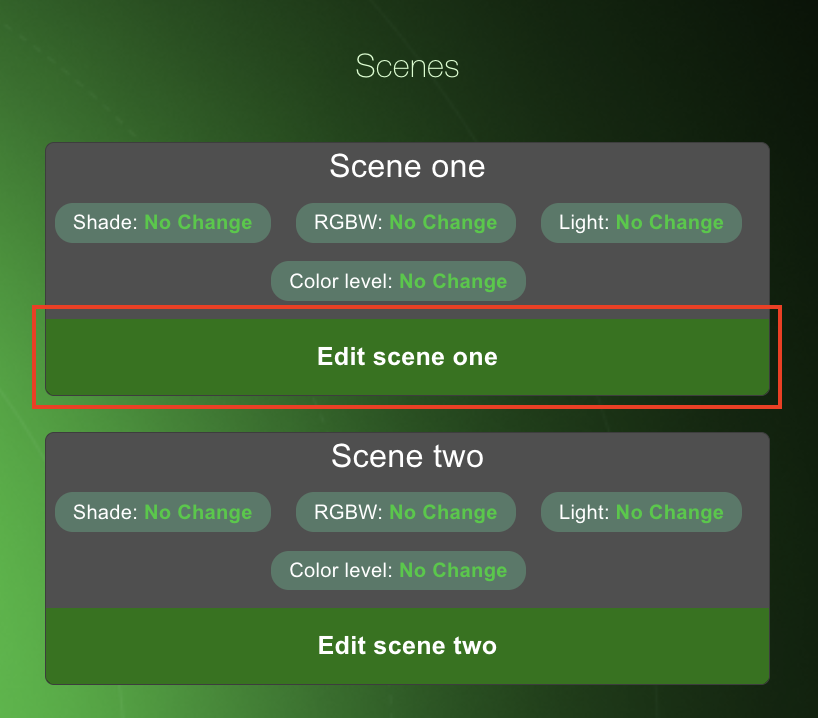 Scenes
Scene one
Shade: No Change RGBW: No Change Light: No Change
Color level: No Change
Edit scene one
Scene two
Shade: No Change RGBW: No Change Light: No Change
Color level: No Change
Edit scene two